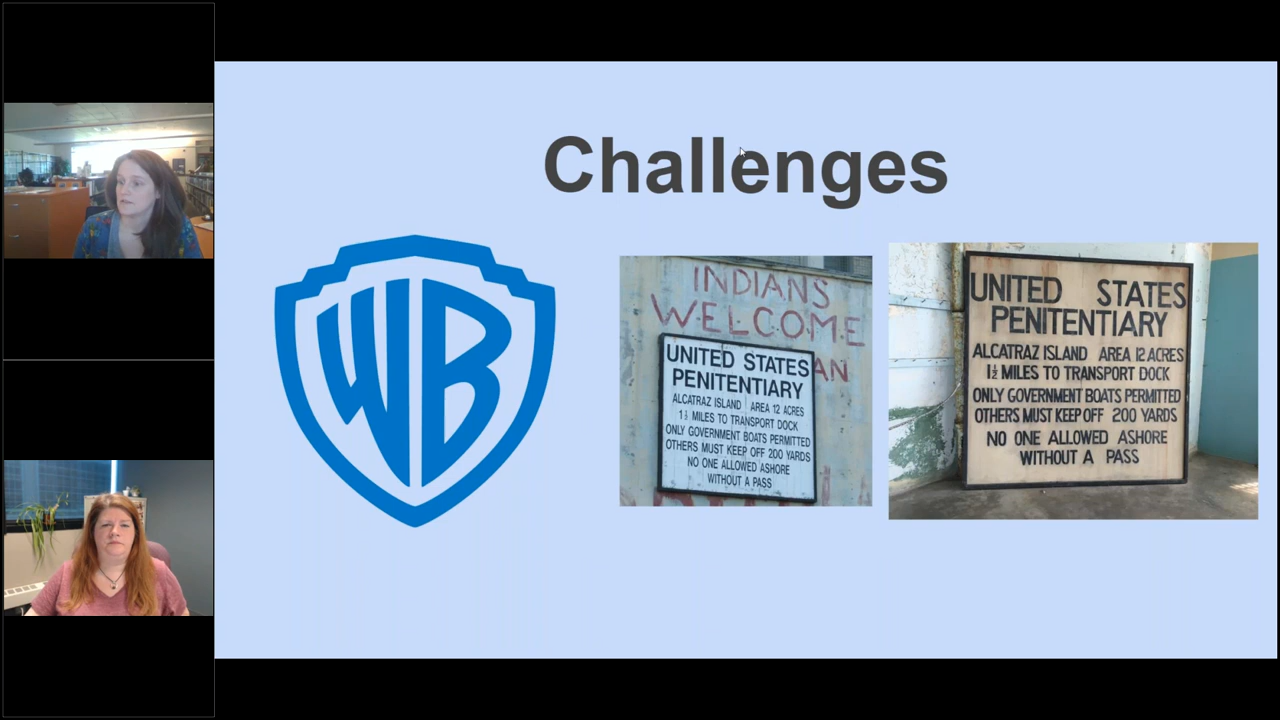 Challenges
WB
INDIANS
WELCOME
AN
UNITED STATES
PENITENTIARY
ALCATRAZ ISLAND AREA 12 ACRES
1½ MILES TO TRANSPORT DOCK
ONLY GOVERNMENT BOATS PERMITTED
OTHERS MUST KEEP OFF 200 YARDS
NO ONE ALLOWED ASHORE
WITHOUT A PASS
UNITED STATES
PENITENTIARY
ALCATRAZ ISLAND AREA 12 ACRES
1½ MILES TO TRANSPORT DOCK
ONLY GOVERNMENT BOATS PERMITTED
OTHERS MUST KEEP OFF 200 YARDS
NO ONE ALLOWED ASHORE
WITHOUT A PASS